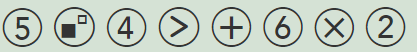 ⑤ ■□ ④ > + ⑥ × ②